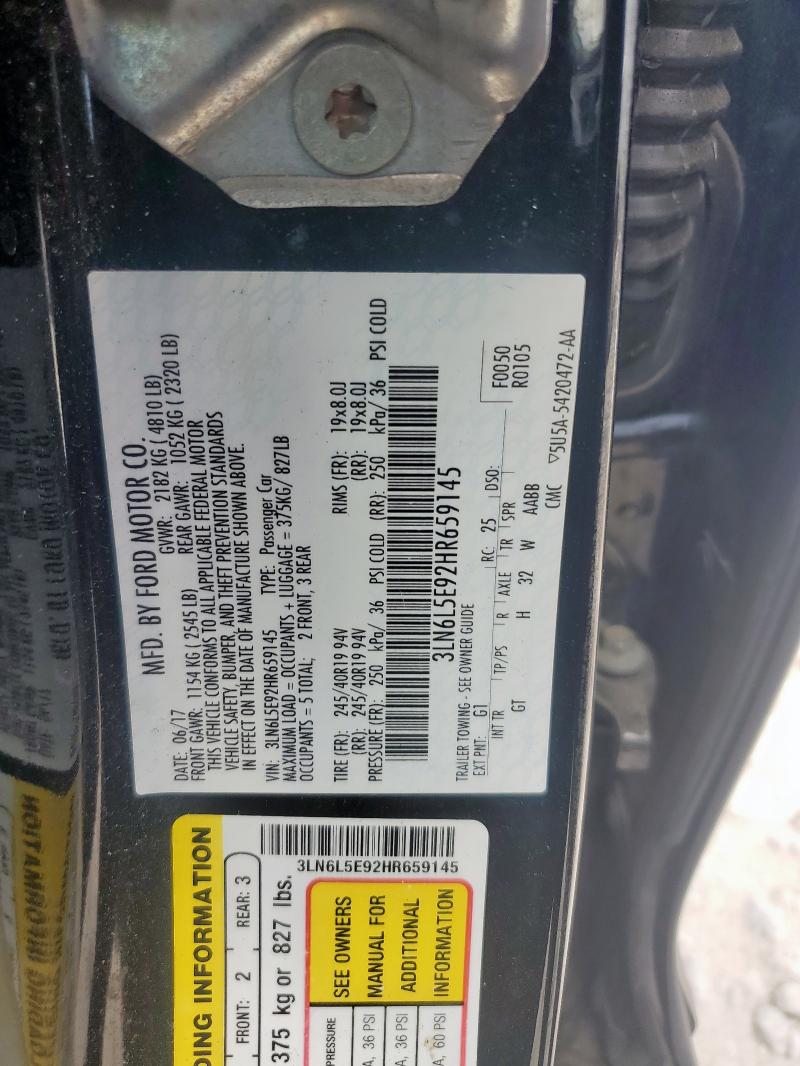 MFD. BY FORD MOTOR CO.
DATE: 06/17 GVWR: 2182 KG ( 4810 LB)
FRONT GAWR: 1154 KG ( 2545 LB) REAR GAWR: 1052 KG ( 2320 LB)
THIS VEHICLE CONFORMS TO ALL APPLICABLE FEDERAL MOTOR
VEHICLE SAFETY, BUMPER, AND THEFT PREVENTION STANDARDS
IN EFFECT ON THE DATE OF MANUFACTURE SHOWN ABOVE.
VIN: 3LN6L5E92HR659145 TYPE: Passenger Car
MAXIMUM LOAD = OCCUPANTS + LUGGAGE = 375KG/ 827LB
OCCUPANTS = 5 TOTAL; 2 FRONT, 3 REAR
TIRE (FR): 245/40R19 94V RIMS (FR): 19x8.0J
(RR): 245/40R19 94V (RR): 19x8.0J
PRESSURE (FR): 250 kPa/ 36 PSI COLD (RR): 250 kPa/ 36 PSI COLD
3LN6L5E92HR659145
TRAILER TOWING - SEE OWNER GUIDE
F0050
R0105
EXT PNT: G1 RC: 25 DSO:
INT TR TP/PS R AXLE TR SPR
GT H 32 W AABB
CMC ▽5U5A-5420472-AA
3LN6L5E92HR659145
DING INFORMATION
FRONT: 2 REAR: 3
375 kg or 827 lbs.
PRESSURE
A, 36 PSI
A, 36 PSI
A, 60 PSI
SEE OWNERS
MANUAL FOR
ADDITIONAL
INFORMATION